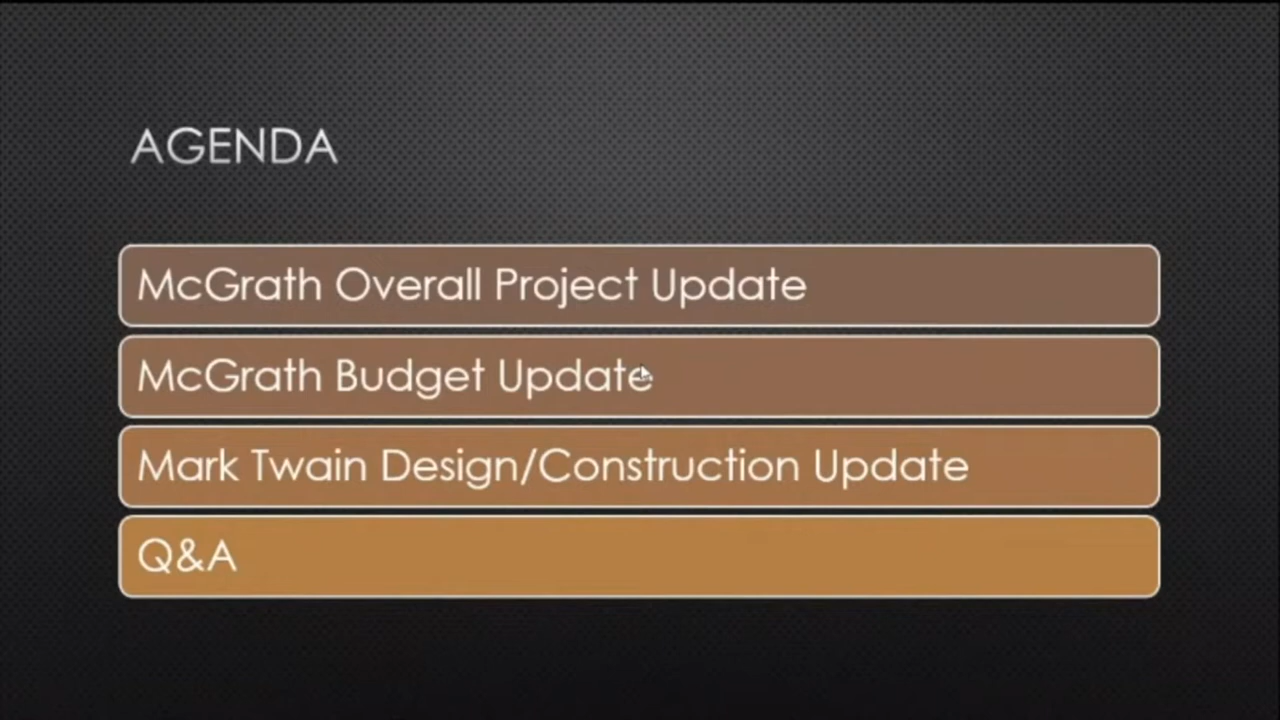 AGENDA
McGrath Overall Project Update
McGrath Budget Update
Mark Twain Design/Construction Update
Q&A